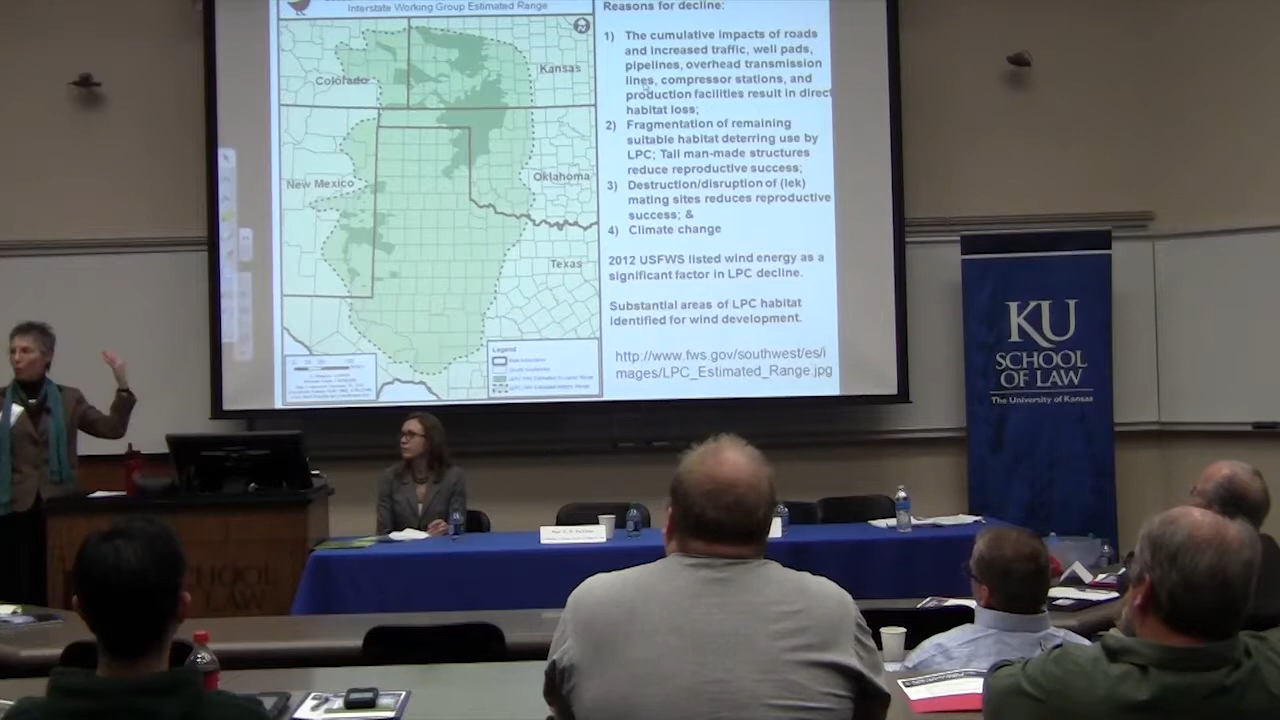 Interstate Working Group Estimated Range
Colorado
Kansas
New Mexico
Oklahoma
Texas
Legend
Reasons for decline:
1) The cumulative impacts of roads
and increased traffic, well pads,
pipelines, overhead transmission
lines, compressor stations, and
production facilities result in direct
habitat loss;
2) Fragmentation of remaining
suitable habitat deterring use by
LPC; Tall man-made structures
reduce reproductive success;
3) Destruction/disruption of (lek)
mating sites reduces reproductive
success; &
4) Climate change
2012 USFWS listed wind energy as a
significant factor in LPC decline.
Substantial areas of LPC habitat
identified for wind development.
http://www.fws.gov/southwest/es/i
mages/LPC_Estimated_Range.jpg
KU
SCHOOL
OF LAW
The University of Kansas
SCHOOL
OF LAW